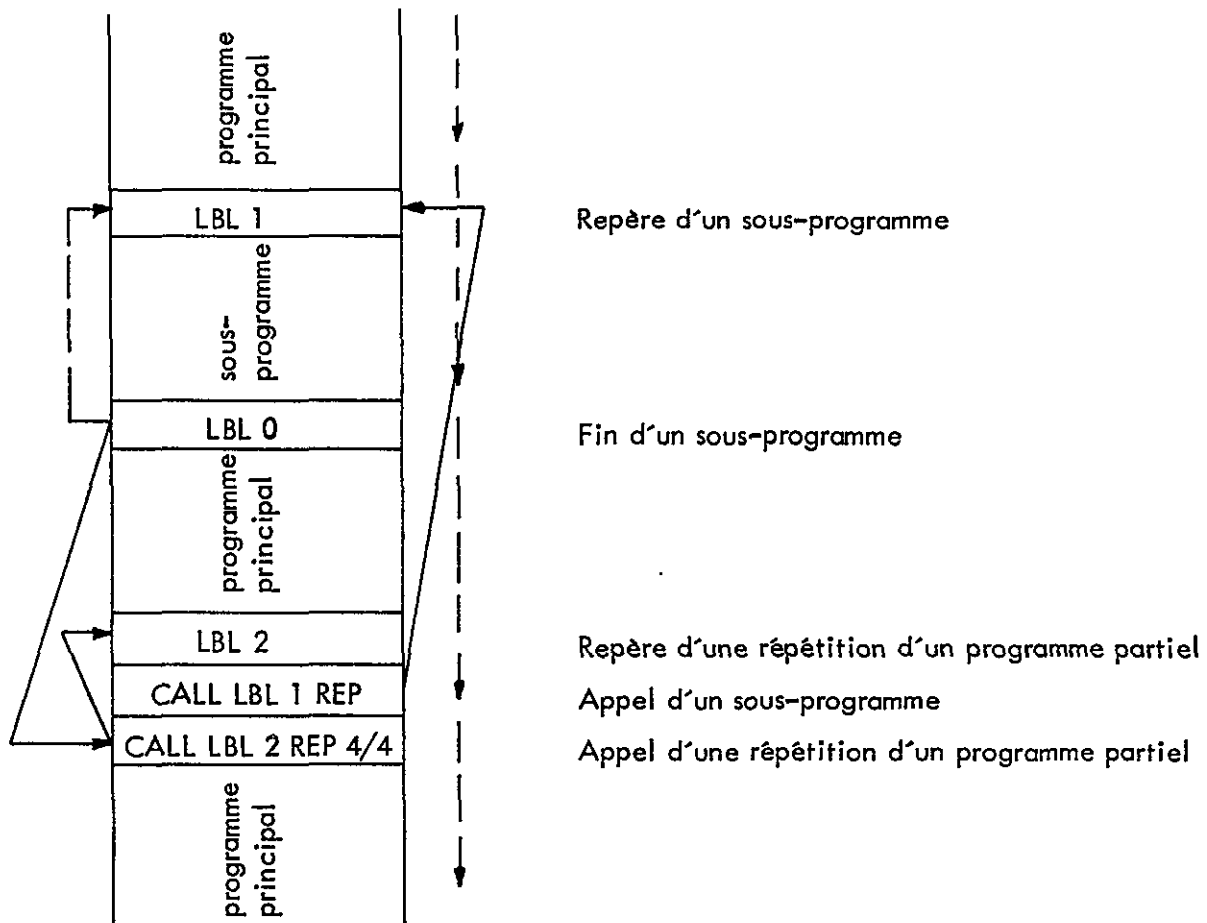 programme
principal
LBL 1
Repère d´un sous-programme
sous-
programme
LBL 0
Fin d´un sous-programme
programme
principal
LBL 2
Repère d´une répétition d´un programme partiel
CALL LBL 1 REP
Appel d´un sous-programme
CALL LBL 2 REP 4/4
Appel d´une répétition d´un programme partiel
programme
principal